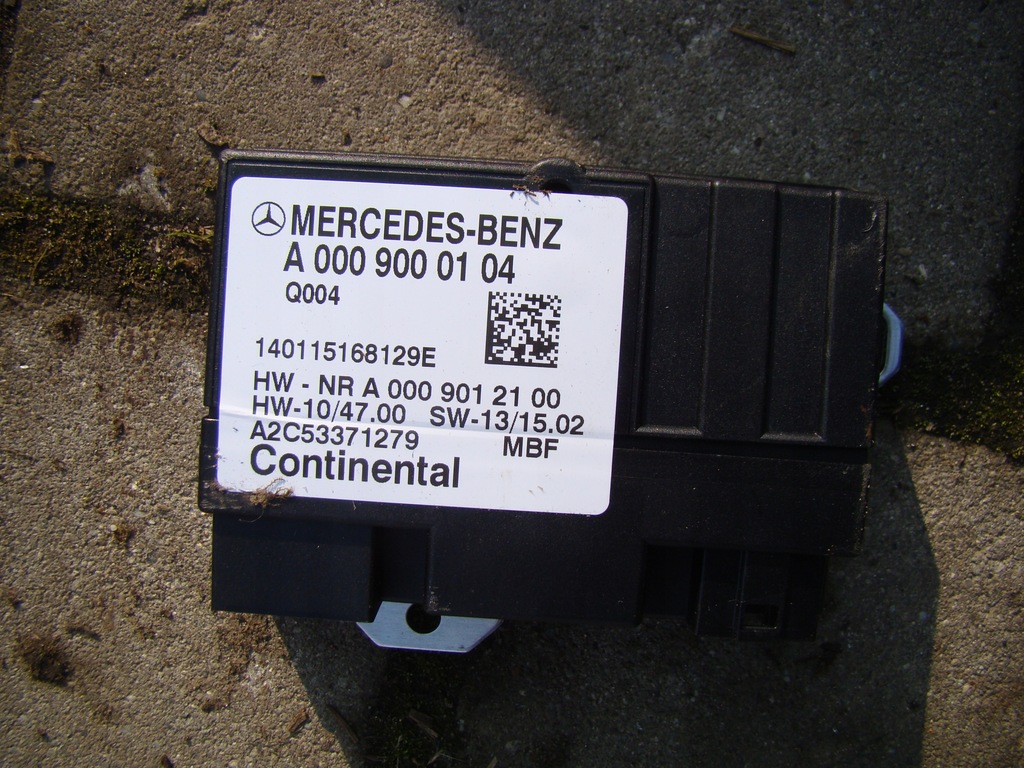 MERCEDES-BENZ
A 000 900 01 04
Q004
140115168129E
HW - NR A 000 901 21 00
HW-10/47.00 SW-13/15.02
A2C53371279 MBF
Continental